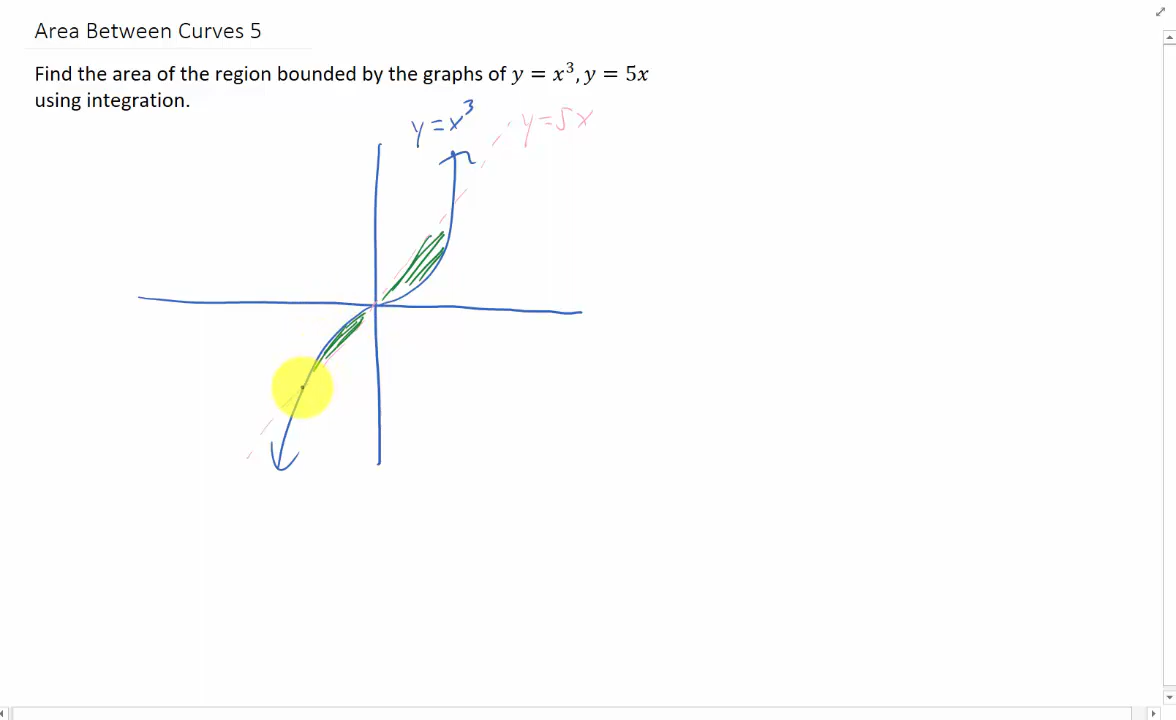 Area Between Curves 5
Find the area of the region bounded by the graphs of y = x³, y = 5x
using integration.
y = x³
y = 5x